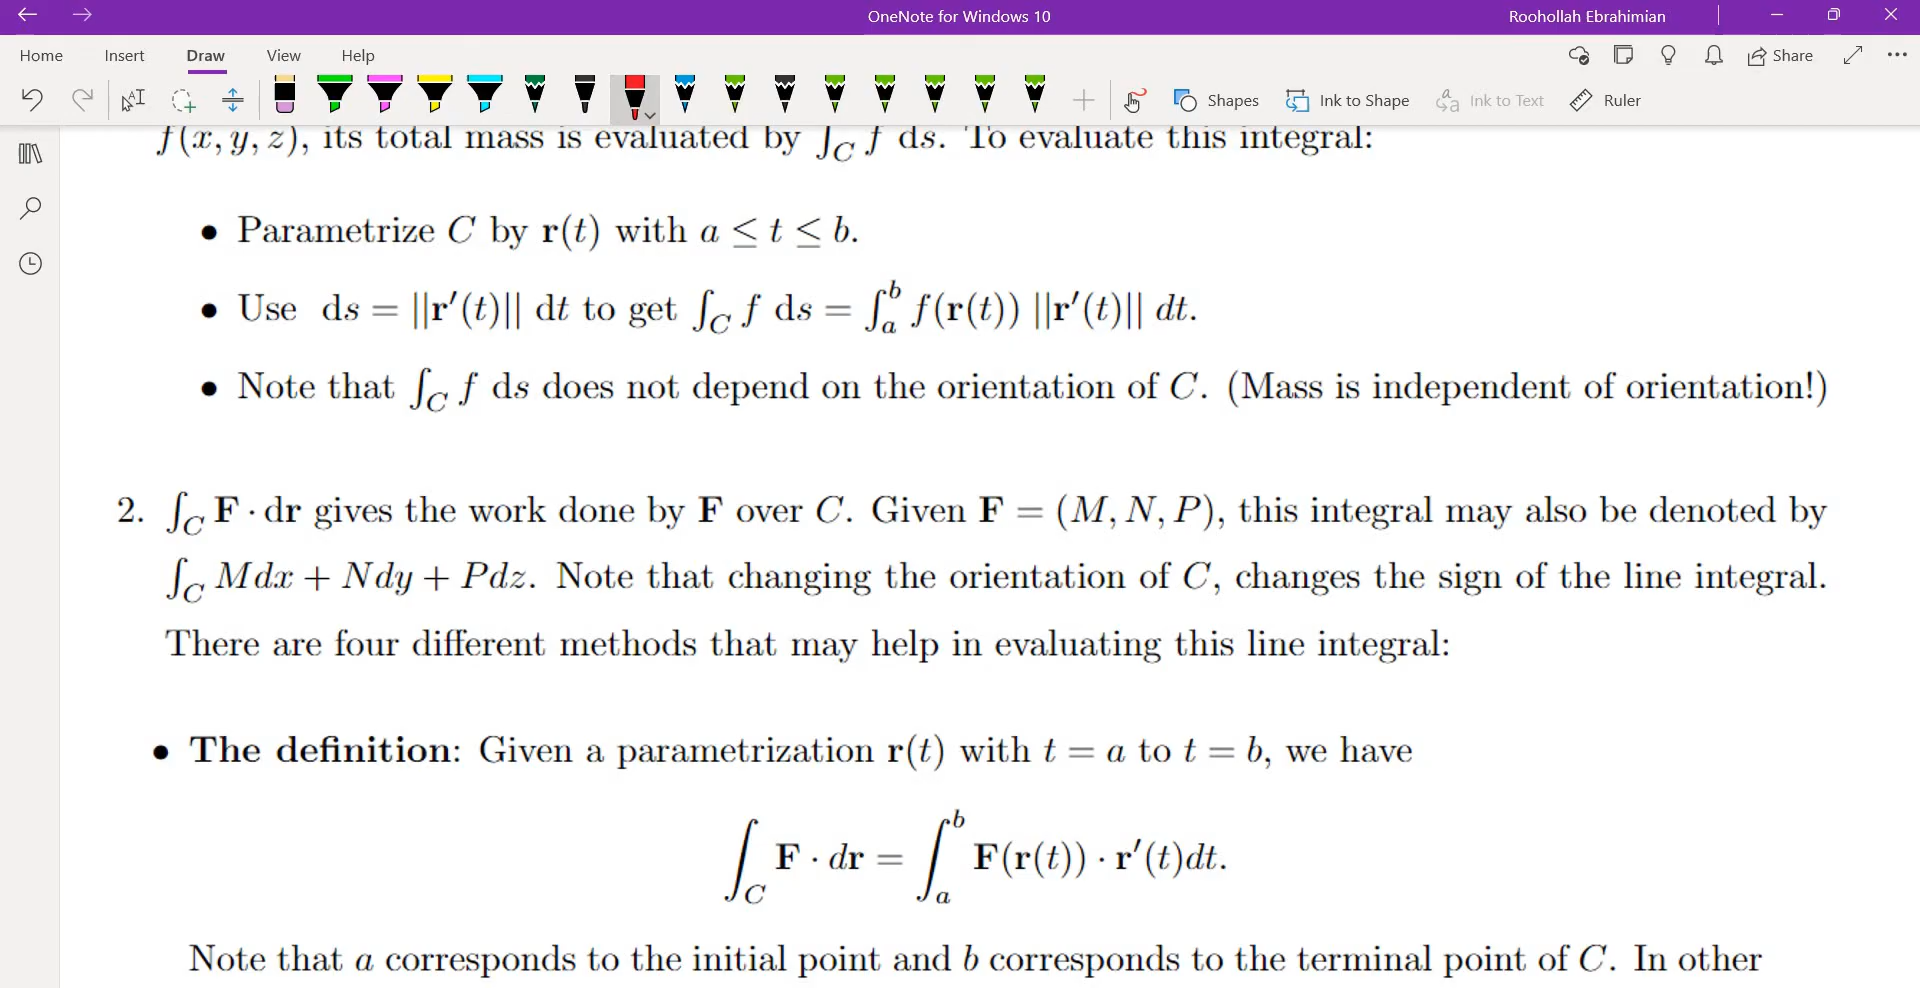 OneNote for Windows 10
Roohollah Ebrahimian
Home Insert Draw View Help
Share
Shapes Ink to Shape Ink to Text Ruler
f(x, y, z), its total mass is evaluated by ∫_C f ds. To evaluate this integral:
• Parametrize C by r(t) with a ≤ t ≤ b.
• Use ds = ||r′(t)|| dt to get ∫_C f ds = ∫_a^b f(r(t)) ||r′(t)|| dt.
• Note that ∫_C f ds does not depend on the orientation of C. (Mass is independent of orientation!)
2. ∫_C F · dr gives the work done by F over C. Given F = (M, N, P), this integral may also be denoted by
∫_C Mdx + Ndy + Pdz. Note that changing the orientation of C, changes the sign of the line integral.
There are four different methods that may help in evaluating this line integral:
• The definition: Given a parametrization r(t) with t = a to t = b, we have
∫_C F · dr = ∫_a^b F(r(t)) · r′(t)dt.
Note that a corresponds to the initial point and b corresponds to the terminal point of C. In other